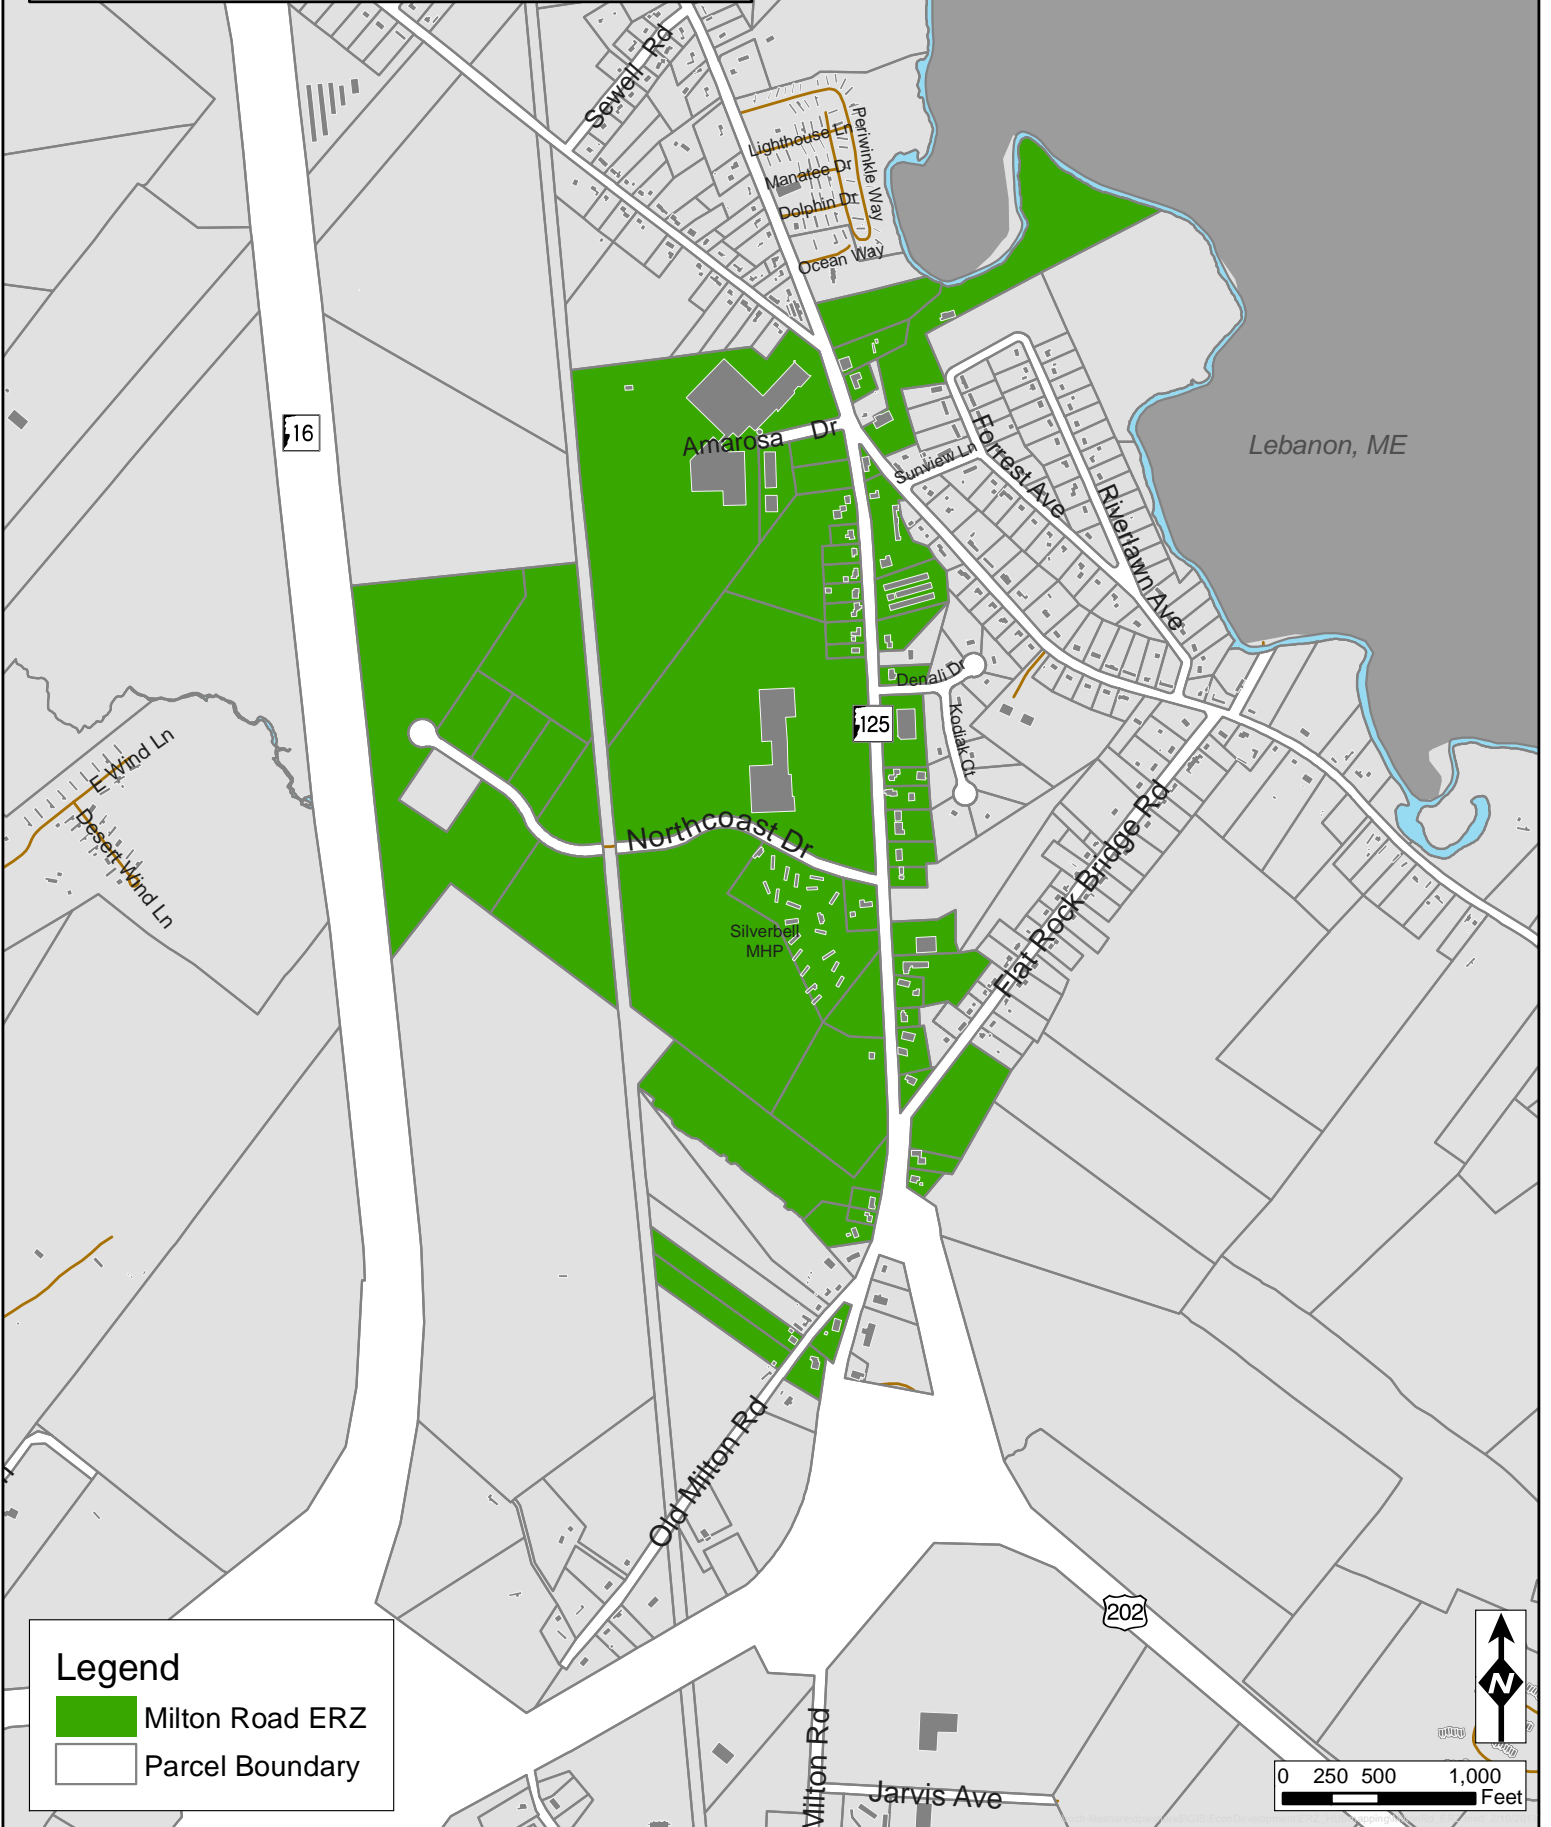 Sewell Rd
Lighthouse Ln
Periwinkle Way
Manatee Dr
Dolphin Dr
Ocean Way
16
Amarosa Dr
Sunview Ln
Forrest Ave
Riverlawn Ave
Lebanon, ME
Denali Dr
Kodiak Ct
125
E Wind Ln
Desert Wind Ln
Northcoast Dr
Silverbell
MHP
Flat Rock Bridge Rd
Old Milton Rd
202
Milton Rd
Jarvis Ave
Legend
Milton Road ERZ
Parcel Boundary
N
0 250 500 1,000
Feet